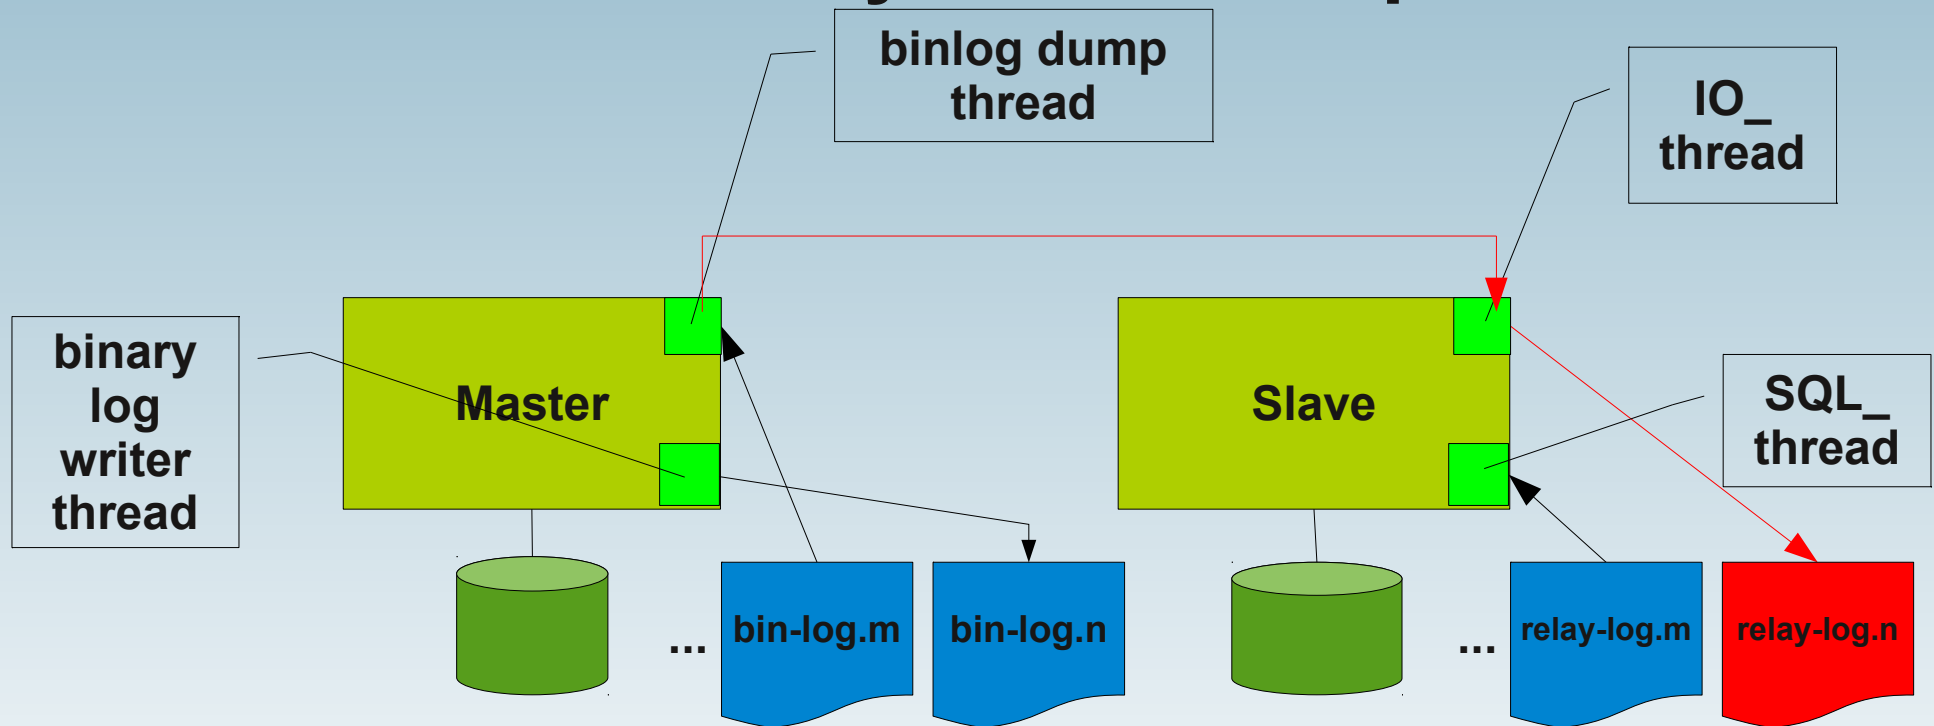 binlog dump
thread
IO_
thread
binary
log
writer
thread
Master
Slave
SQL_
thread
...
bin-log.m
bin-log.n
...
relay-log.m
relay-log.n